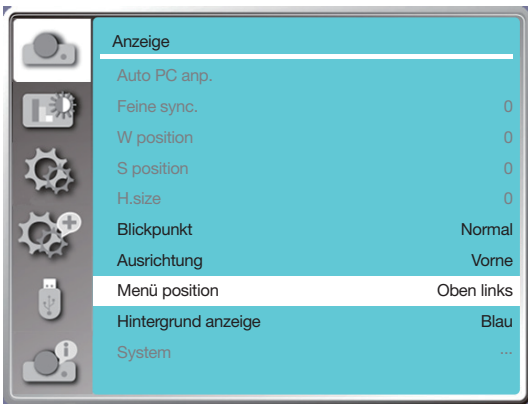 Anzeige
Auto PC anp.
Feine sync. 0
W position 0
S position 0
H.size 0
Blickpunkt Normal
Ausrichtung Vorne
Menü position Oben links
Hintergrund anzeige Blau
System ...